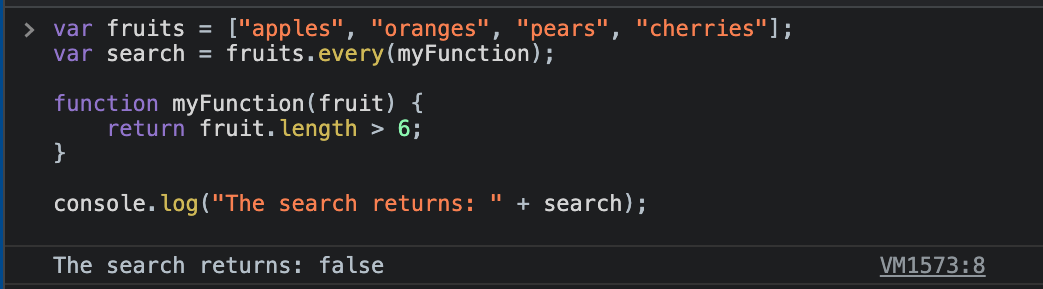 > var fruits = ["apples", "oranges", "pears", "cherries"];
var search = fruits.every(myFunction);
function myFunction(fruit) {
return fruit.length > 6;
}
console.log("The search returns: " + search);
The search returns: false VM1573:8